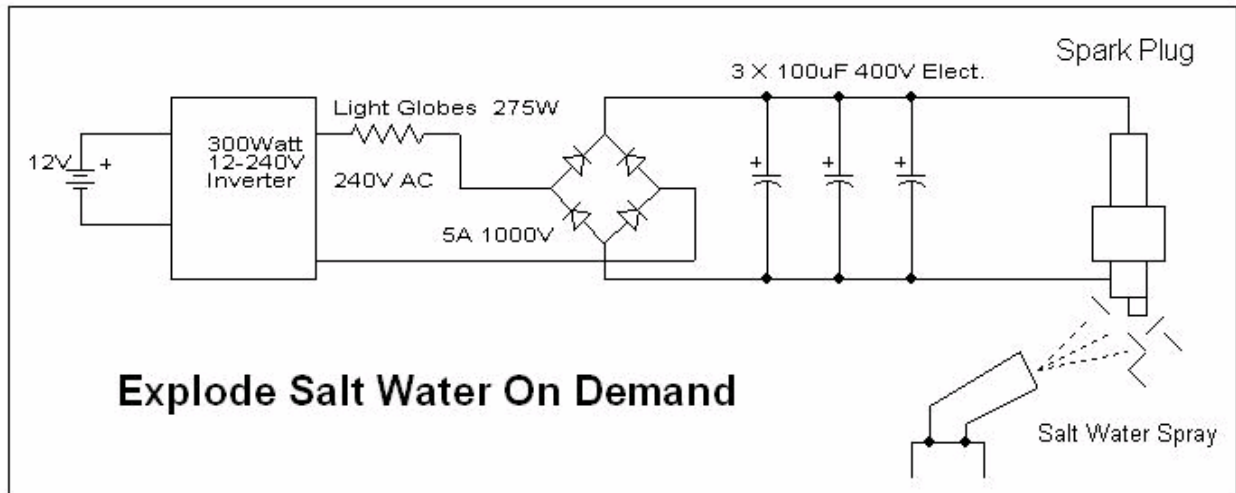 Spark Plug
3 X 100uF 400V Elect.
Light Globes 275W
12V
+
300Watt
12-240V
Inverter
240V AC
+
+
+
5A 1000V
Explode Salt Water On Demand
Salt Water Spray